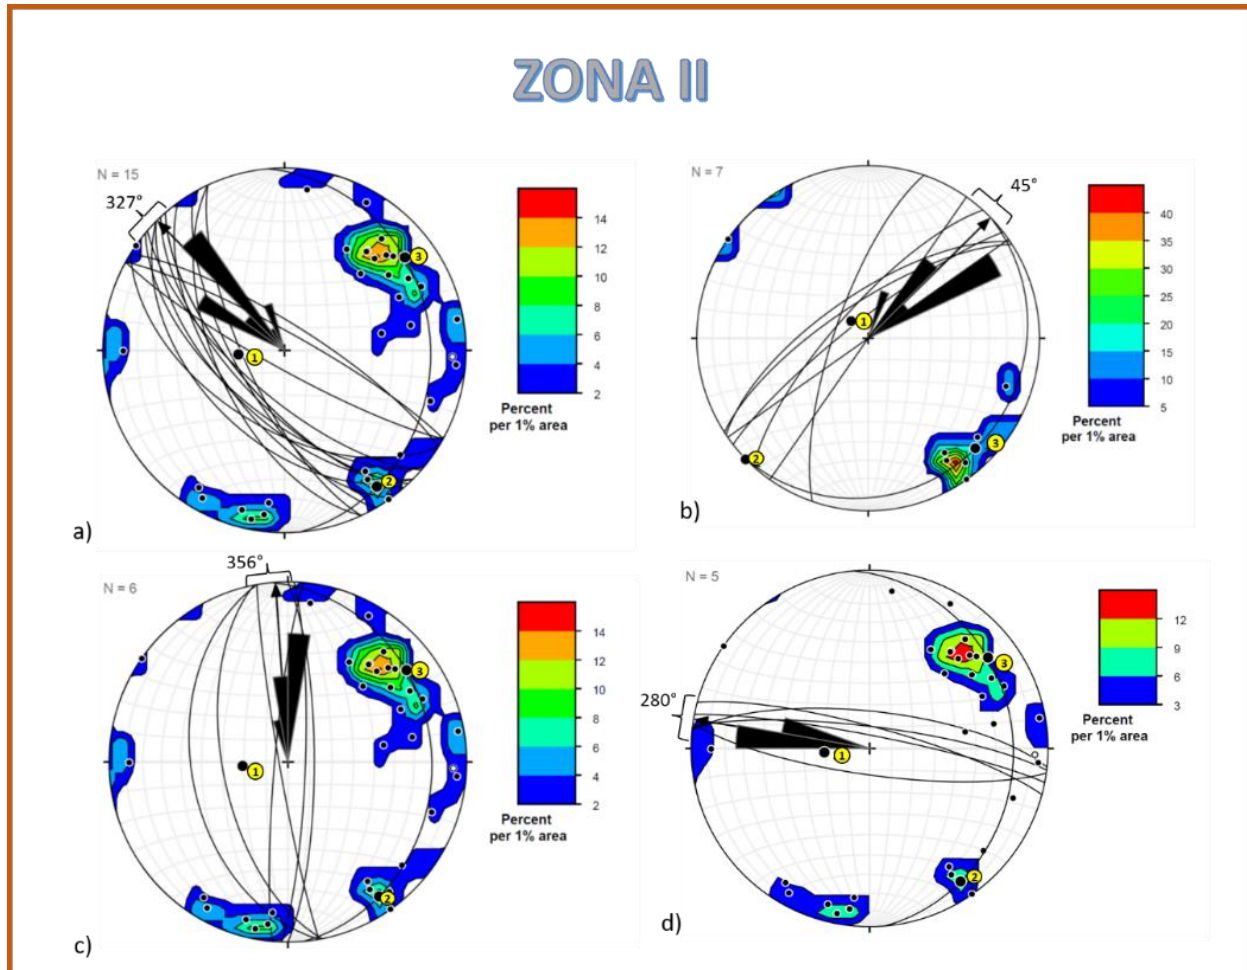 ZONA II
N = 15
327°
1
2
3
14
12
10
8
6
4
2
Percent
per 1% area
a)
N = 7
45°
1
2
3
40
35
30
25
20
15
10
5
Percent
per 1% area
b)
N = 6
356°
1
2
3
14
12
10
8
6
4
2
Percent
per 1% area
c)
N = 5
280°
1
2
3
12
9
6
3
Percent
per 1% area
d)